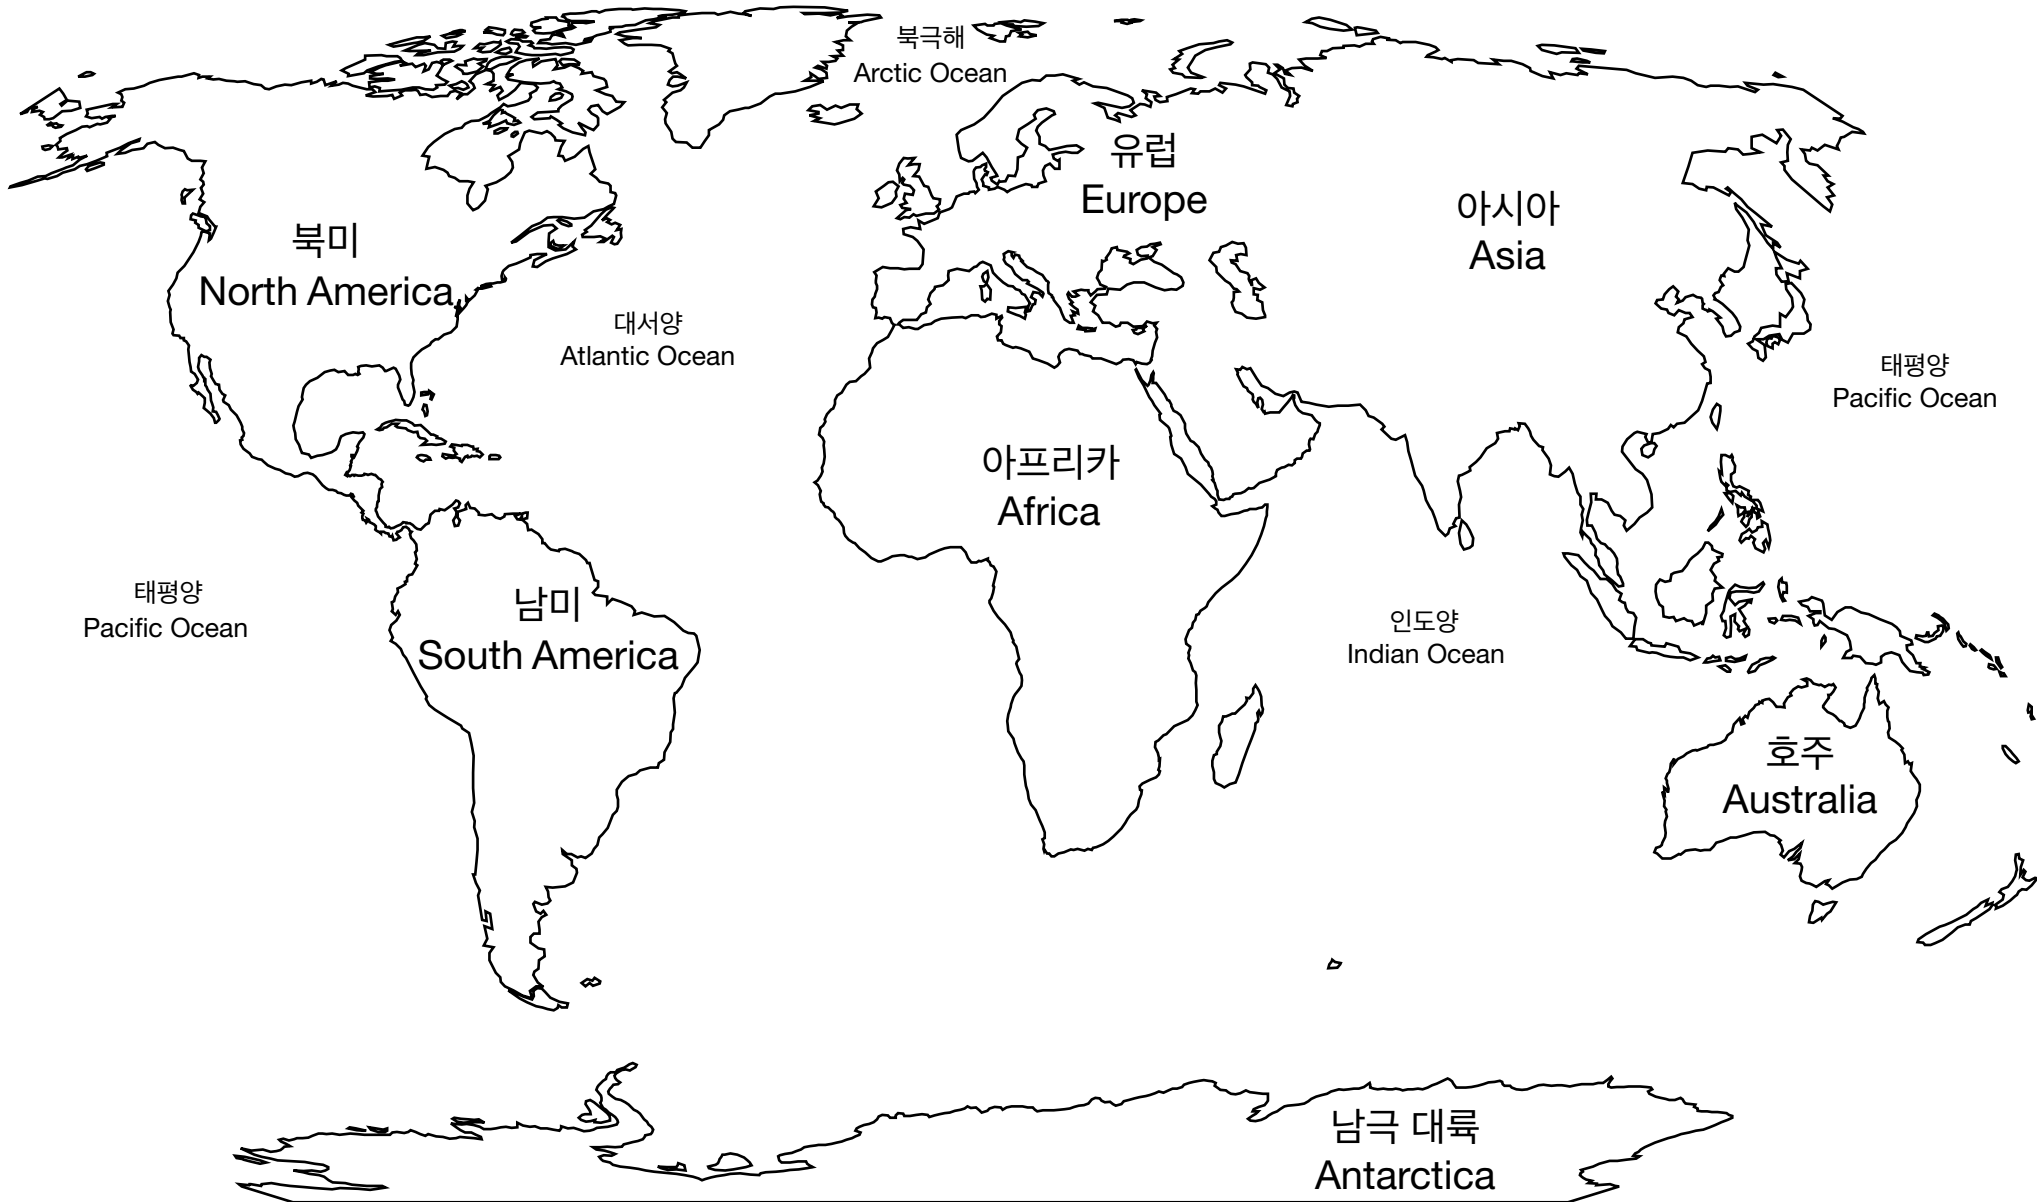 북극해
Arctic Ocean
유럽
Europe
아시아
Asia
북미
North America
대서양
Atlantic Ocean
태평양
Pacific Ocean
아프리카
Africa
태평양
Pacific Ocean
남미
South America
인도양
Indian Ocean
호주
Australia
남극 대륙
Antarctica